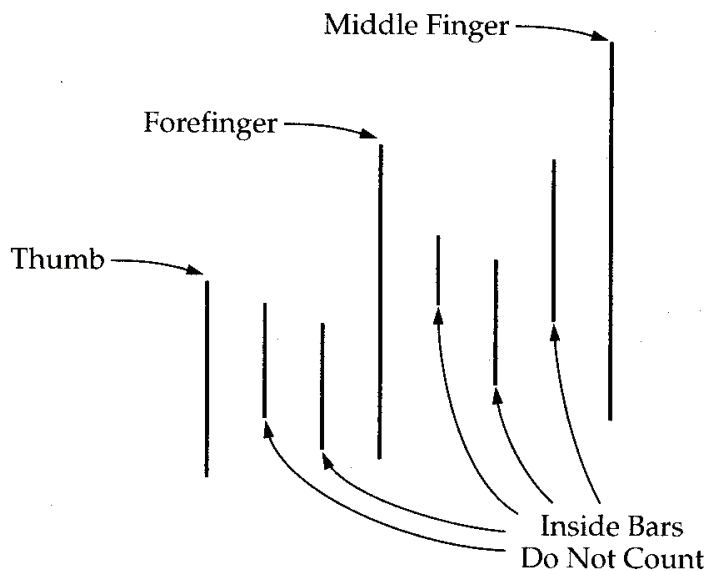 Middle Finger
Forefinger
Thumb
Inside Bars
Do Not Count